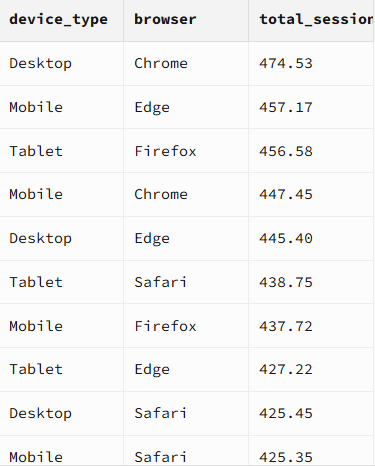 device_type browser total_session
Desktop Chrome 474.53
Mobile Edge 457.17
Tablet Firefox 456.58
Mobile Chrome 447.45
Desktop Edge 445.40
Tablet Safari 438.75
Mobile Firefox 437.72
Tablet Edge 427.22
Desktop Safari 425.45
Mobile Safari 425.35